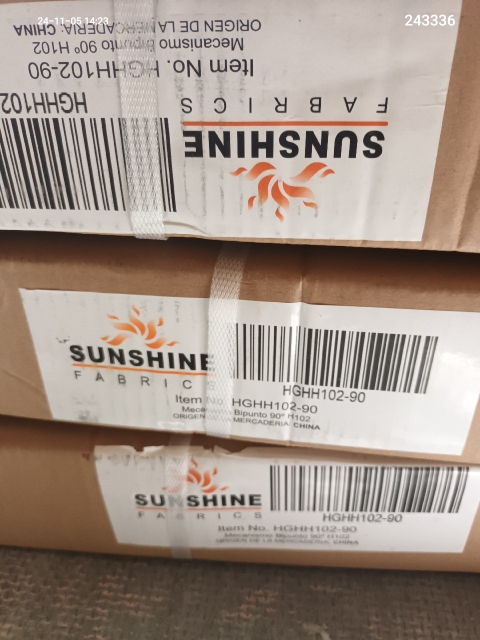 24-11-05 14:23
243336
ORIGEN DE LA MERCADERIA: CHINA
Mecanismo Bipunto 90º H102
Item No. HGHH102-90
HGHH102
SUNSHINE
FABRICS
SUNSHINE
FABRIC
HGHH102-90
Item No. HGHH102-90
Bipunto 90º H102
ORIGEN MERCADERIA: CHINA
SUNSHINE
FABRICS
HGHH102-90
Item No. HGHH102-90
Mecanismo Bipunto 90º H102
ORIGEN DE LA MERCADERIA: CHINA